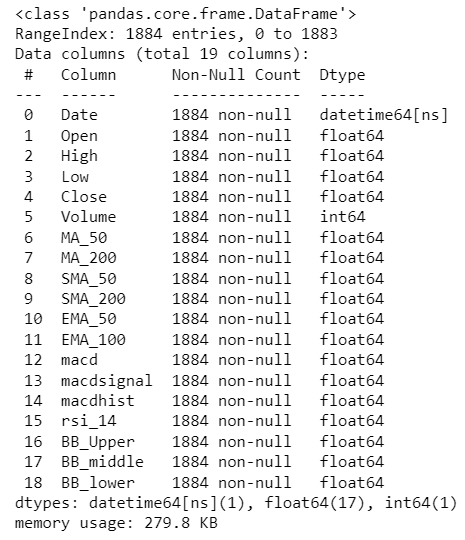 <class 'pandas.core.frame.DataFrame'>
RangeIndex: 1884 entries, 0 to 1883
Data columns (total 19 columns):
 #   Column      Non-Null Count  Dtype
---  ------      --------------  -----
 0   Date        1884 non-null   datetime64[ns]
 1   Open        1884 non-null   float64
 2   High        1884 non-null   float64
 3   Low         1884 non-null   float64
 4   Close       1884 non-null   float64
 5   Volume      1884 non-null   int64
 6   MA_50       1884 non-null   float64
 7   MA_200      1884 non-null   float64
 8   SMA_50      1884 non-null   float64
 9   SMA_200     1884 non-null   float64
 10  EMA_50      1884 non-null   float64
 11  EMA_100     1884 non-null   float64
 12  macd        1884 non-null   float64
 13  macdsignal  1884 non-null   float64
 14  macdhist    1884 non-null   float64
 15  rsi_14      1884 non-null   float64
 16  BB_Upper    1884 non-null   float64
 17  BB_middle   1884 non-null   float64
 18  BB_lower    1884 non-null   float64
dtypes: datetime64[ns](1), float64(17), int64(1)
memory usage: 279.8 KB